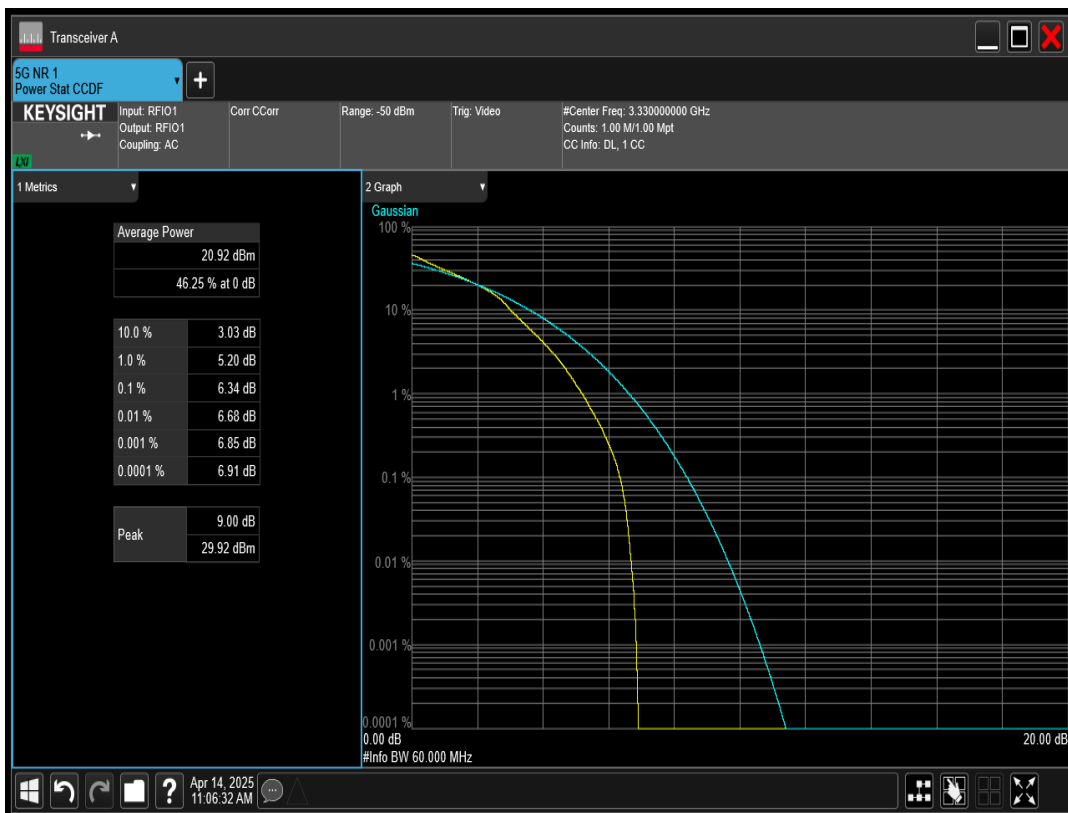 Transceiver A
5G NR 1
Power Stat CCDF
+
KEYSIGHT
LXI
Input: RFIO1
Output: RFIO1
Coupling: AC
Corr CCorr
Range: -50 dBm
Trig: Video
#Center Freq: 3.330000000 GHz
Counts: 1.00 M/1.00 Mpt
CC Info: DL, 1 CC
1 Metrics
Average Power
20.92 dBm
46.25 % at 0 dB
10.0 % 3.03 dB
1.0 % 5.20 dB
0.1 % 6.34 dB
0.01 % 6.68 dB
0.001 % 6.85 dB
0.0001 % 6.91 dB
Peak
9.00 dB
29.92 dBm
2 Graph
Gaussian
100 %
10 %
1 %
0.1 %
0.01 %
0.001 %
0.0001 %
0.00 dB 20.00 dB
#Info BW 60.000 MHz
?
Apr 14, 2025
11:06:32 AM